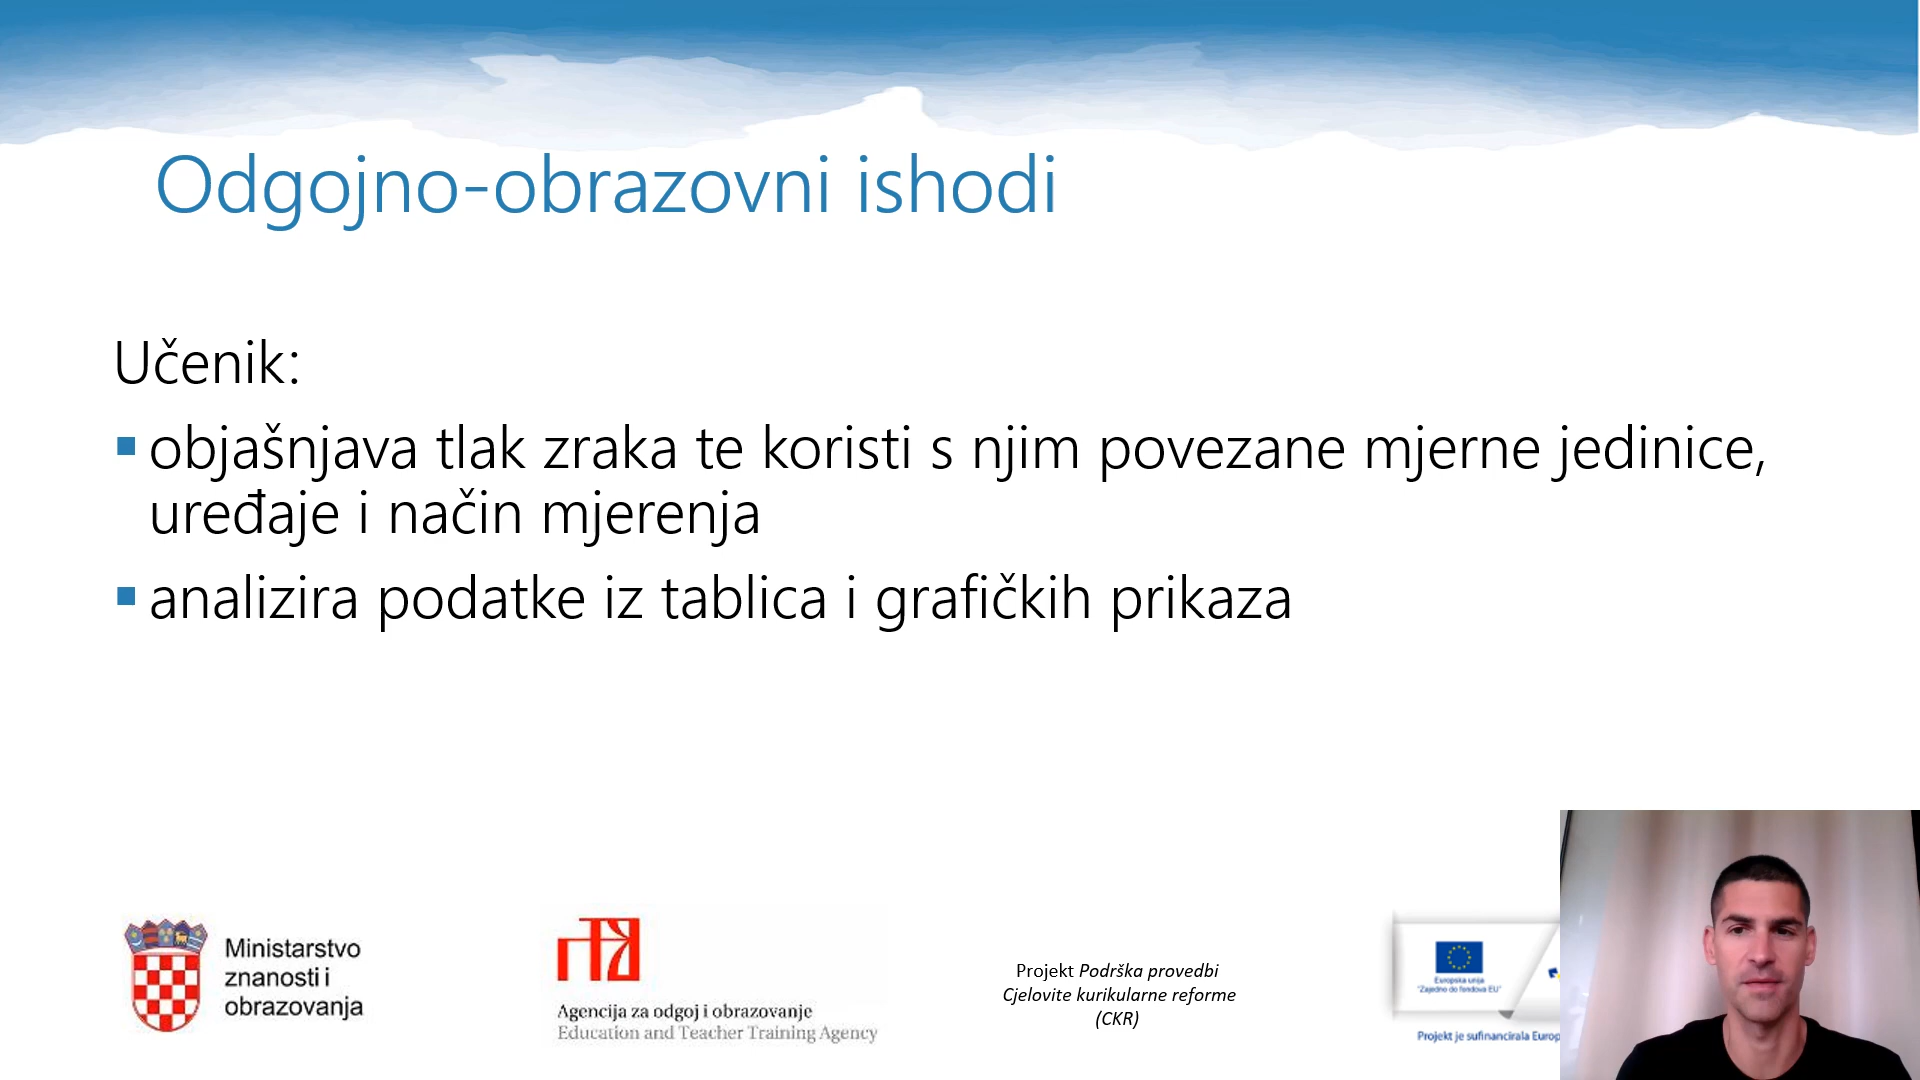 Odgojno-obrazovni ishodi
Učenik:
objašnjava tlak zraka te koristi s njim povezane mjerne jedinice,
uređaje i način mjerenja
analizira podatke iz tablica i grafičkih prikaza
Ministarstvo
znanosti i
obrazovanja
Agencija za odgoj i obrazovanje
Education and Teacher Training Agency
Projekt Podrška provedbi
Cjelovite kurikularne reforme
(CKR)
Europska unija
"Zajedno do fondova EU"
Projekt je sufinancirala Europ